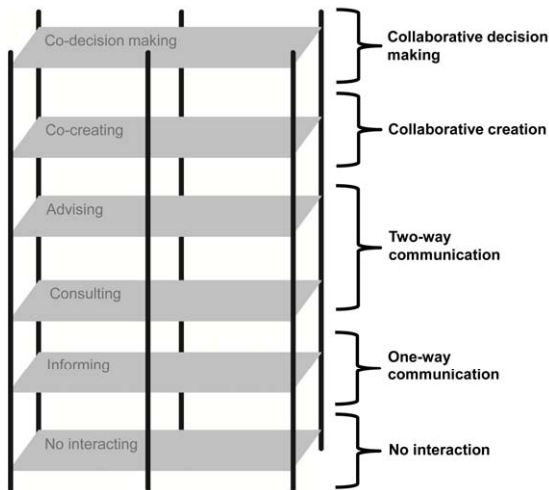 Co-decision making
Collaborative decision
making
Co-creating
Collaborative creation
Advising
Two-way
communication
Consulting
Informing
One-way
communication
No interacting
No interaction